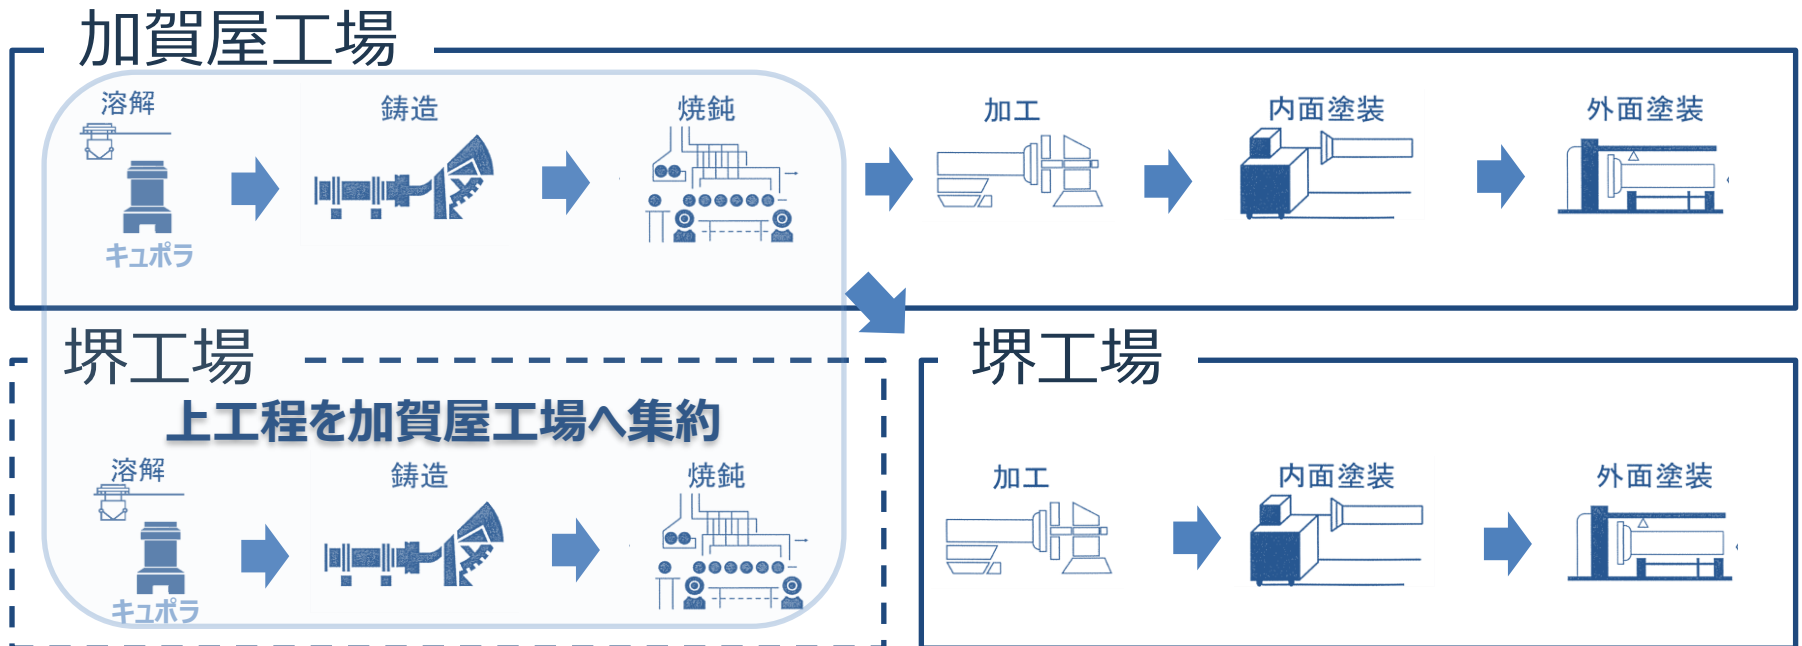 加賀屋工場
溶解
鋳造
焼鈍
加工
内面塗装
外面塗装
キュポラ
堺工場
堺工場
上工程を加賀屋工場へ集約
溶解
鋳造
焼鈍
加工
内面塗装
外面塗装
キュポラ